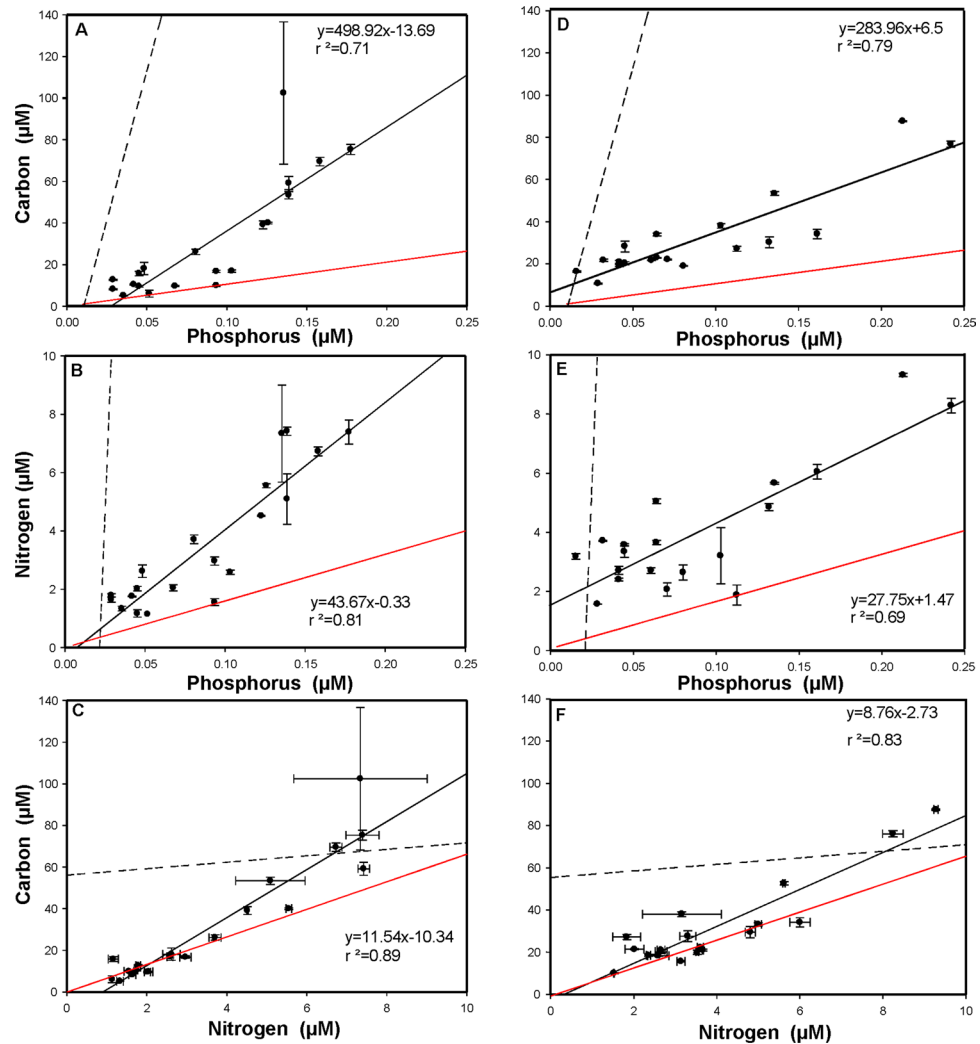 A
y=498.92x-13.69
r ²=0.71
140
120
100
80
60
40
20
0
Carbon (µM)
0.00 0.05 0.10 0.15 0.20 0.25
Phosphorus (µM)
D
y=283.96x+6.5
r ²=0.79
140
120
100
80
60
40
20
0
Carbon (µM)
0.00 0.05 0.10 0.15 0.20 0.25
Phosphorus (µM)
B
10
8
6
4
2
0
Nitrogen (µM)
y=43.67x-0.33
r ²=0.81
0.00 0.05 0.10 0.15 0.20 0.25
Phosphorus (µM)
E
10
8
6
4
2
0
Nitrogen (µM)
y=27.75x+1.47
r ²=0.69
0.00 0.05 0.10 0.15 0.20 0.25
Phosphorus (µM)
C
140
120
100
80
60
40
20
0
Carbon (µM)
y=11.54x-10.34
r ²=0.89
0 2 4 6 8 10
Nitrogen (µM)
F
y=8.76x-2.73
r ²=0.83
140
120
100
80
60
40
20
0
Carbon (µM)
0 2 4 6 8 10
Nitrogen (µM)